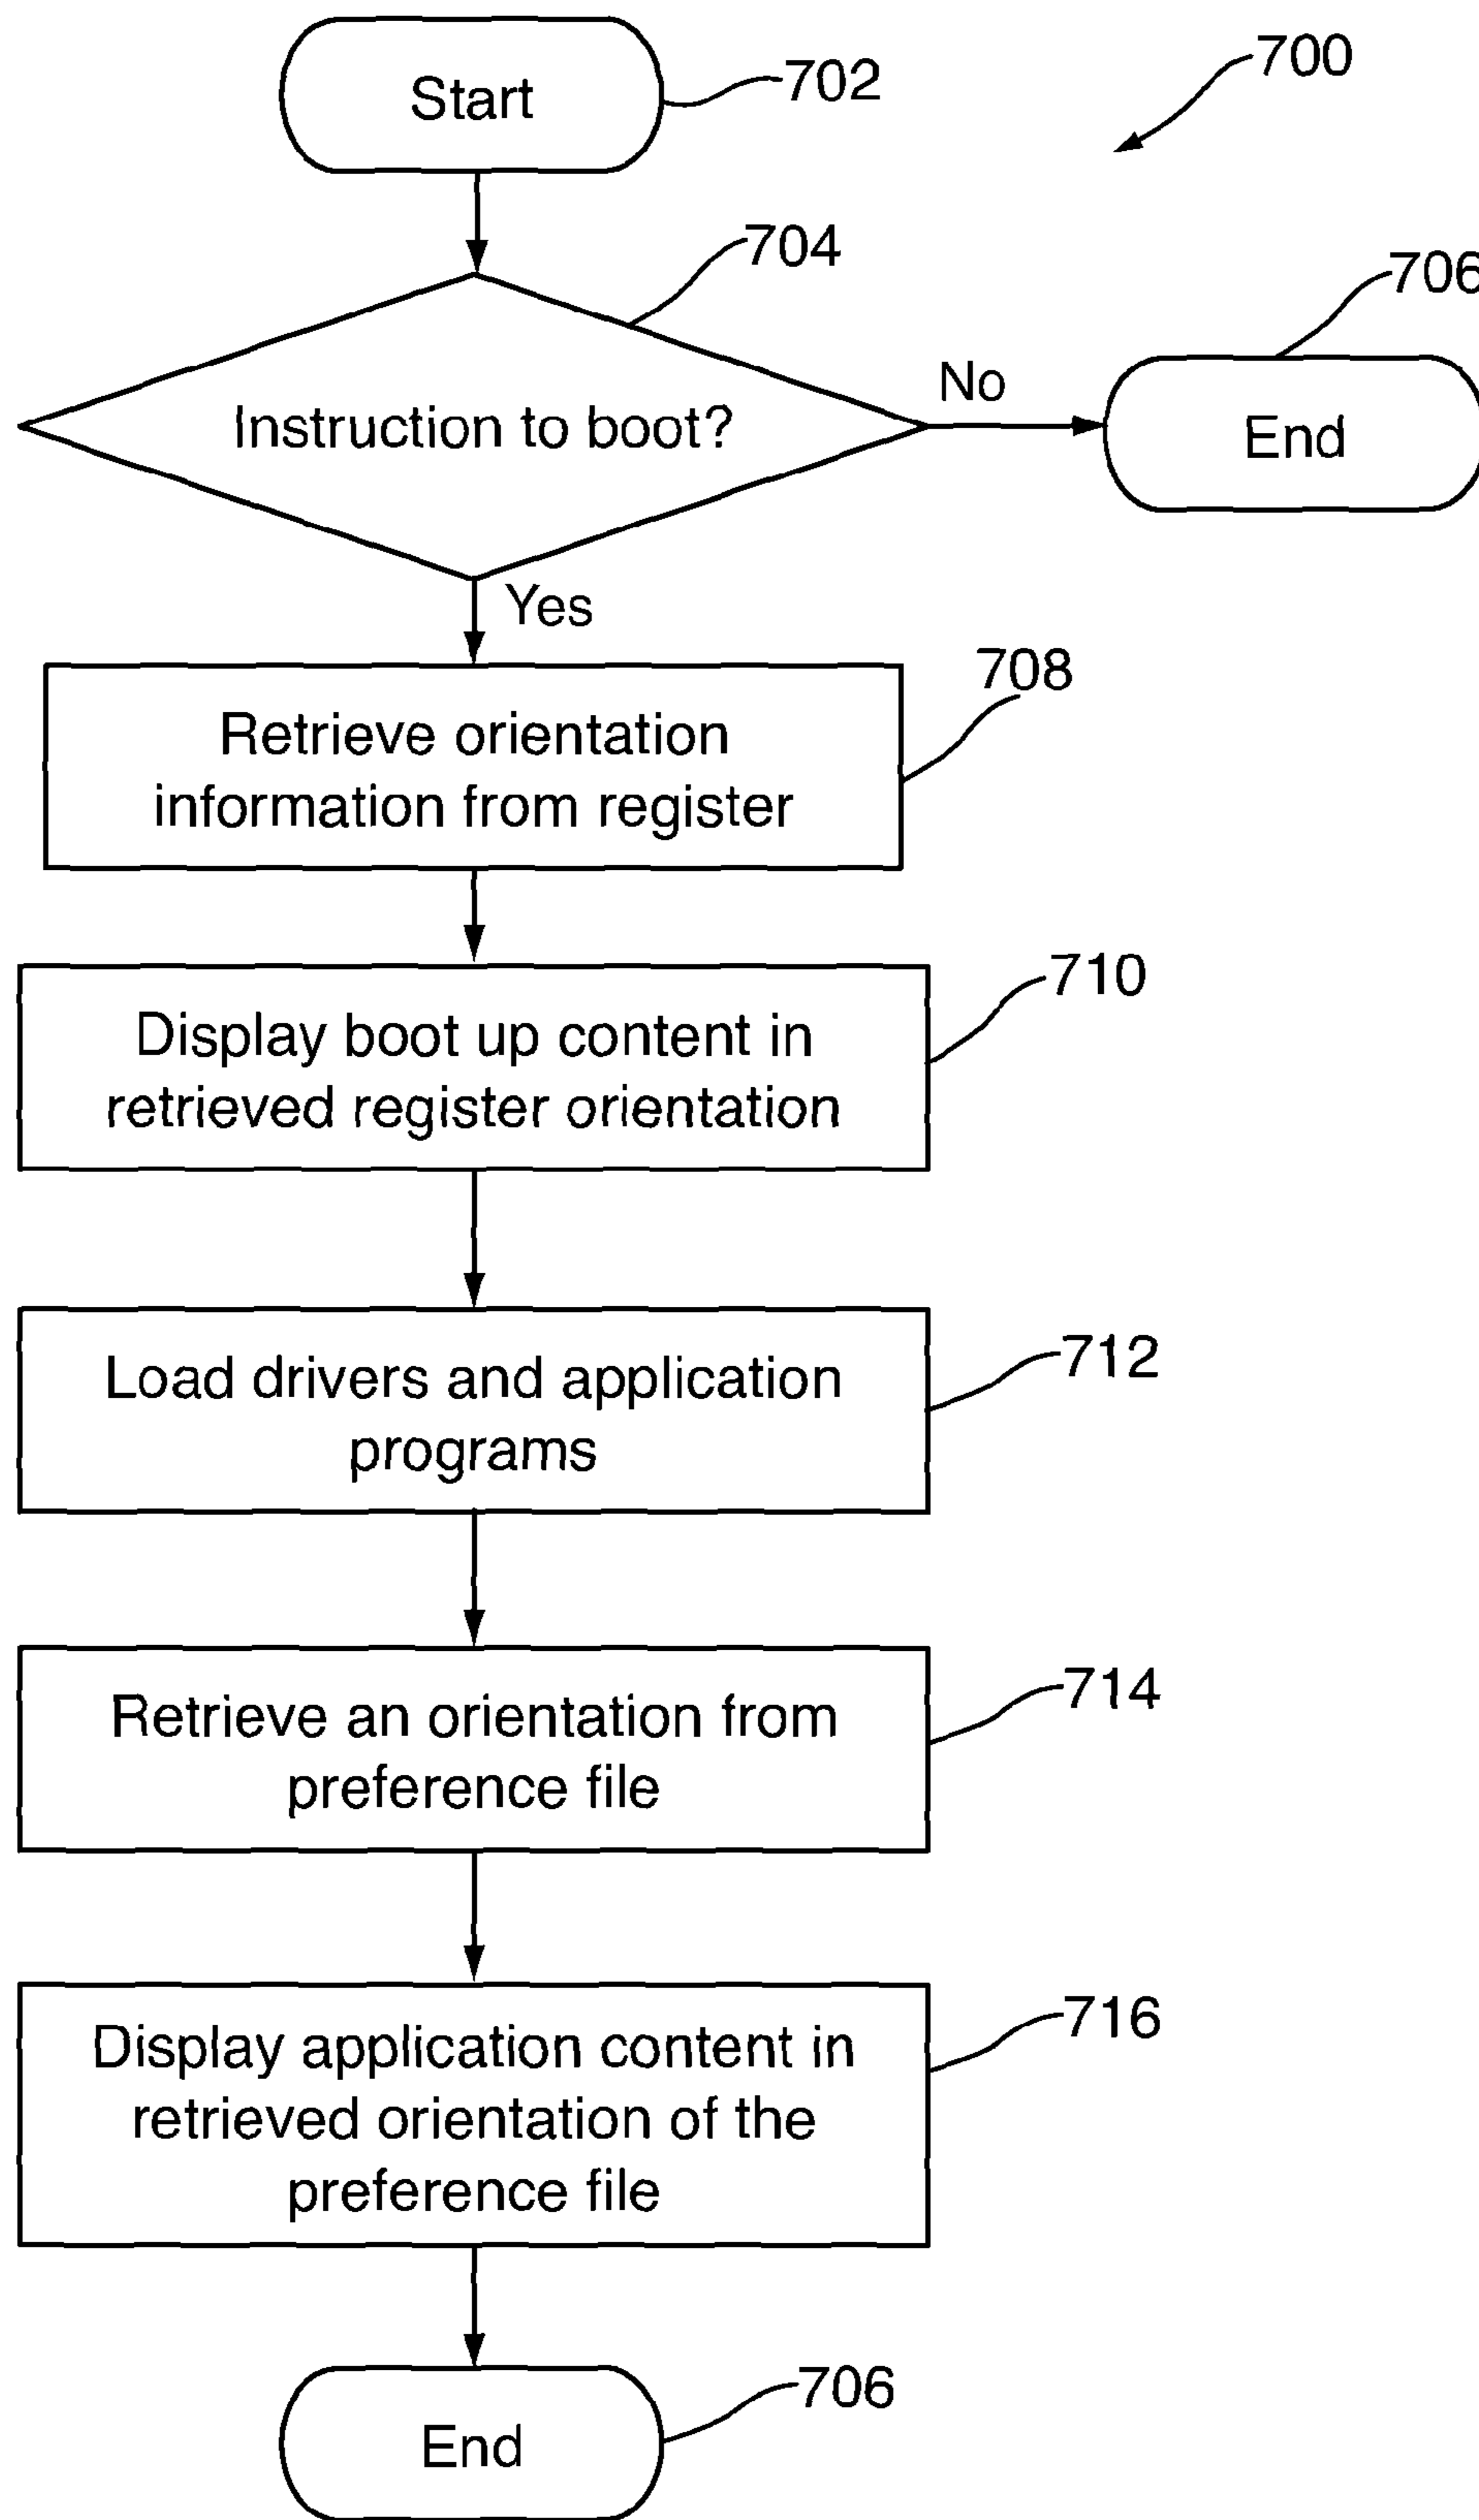 700
Start
702
704
Instruction to boot?
No
706
End
Yes
Retrieve orientation
information from register
708
Display boot up content in
retrieved register orientation
710
Load drivers and application
programs
712
Retrieve an orientation from
preference file
714
Display application content in
retrieved orientation of the
preference file
716
End
706